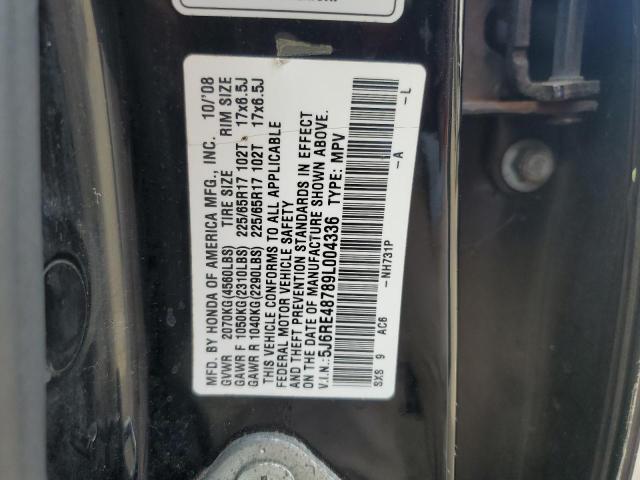 MFD. BY HONDA OF AMERICA MFG., INC. 10/'08
GVWR 2070KG(4560LBS) TIRE SIZE RIM SIZE
GAWR F 1050KG(2310LBS) 225/65R17 102T 17x6.5J
GAWR R 1040KG(2290LBS) 225/65R17 102T 17x6.5J
THIS VEHICLE CONFORMS TO ALL APPLICABLE
FEDERAL MOTOR VEHICLE SAFETY
AND THEFT PREVENTION STANDARDS IN EFFECT
ON THE DATE OF MANUFACTURE SHOWN ABOVE.
V.I.N.:5J6RE48789L004336 TYPE: MPV
SXS 9 AC6 -NH731P -A -L